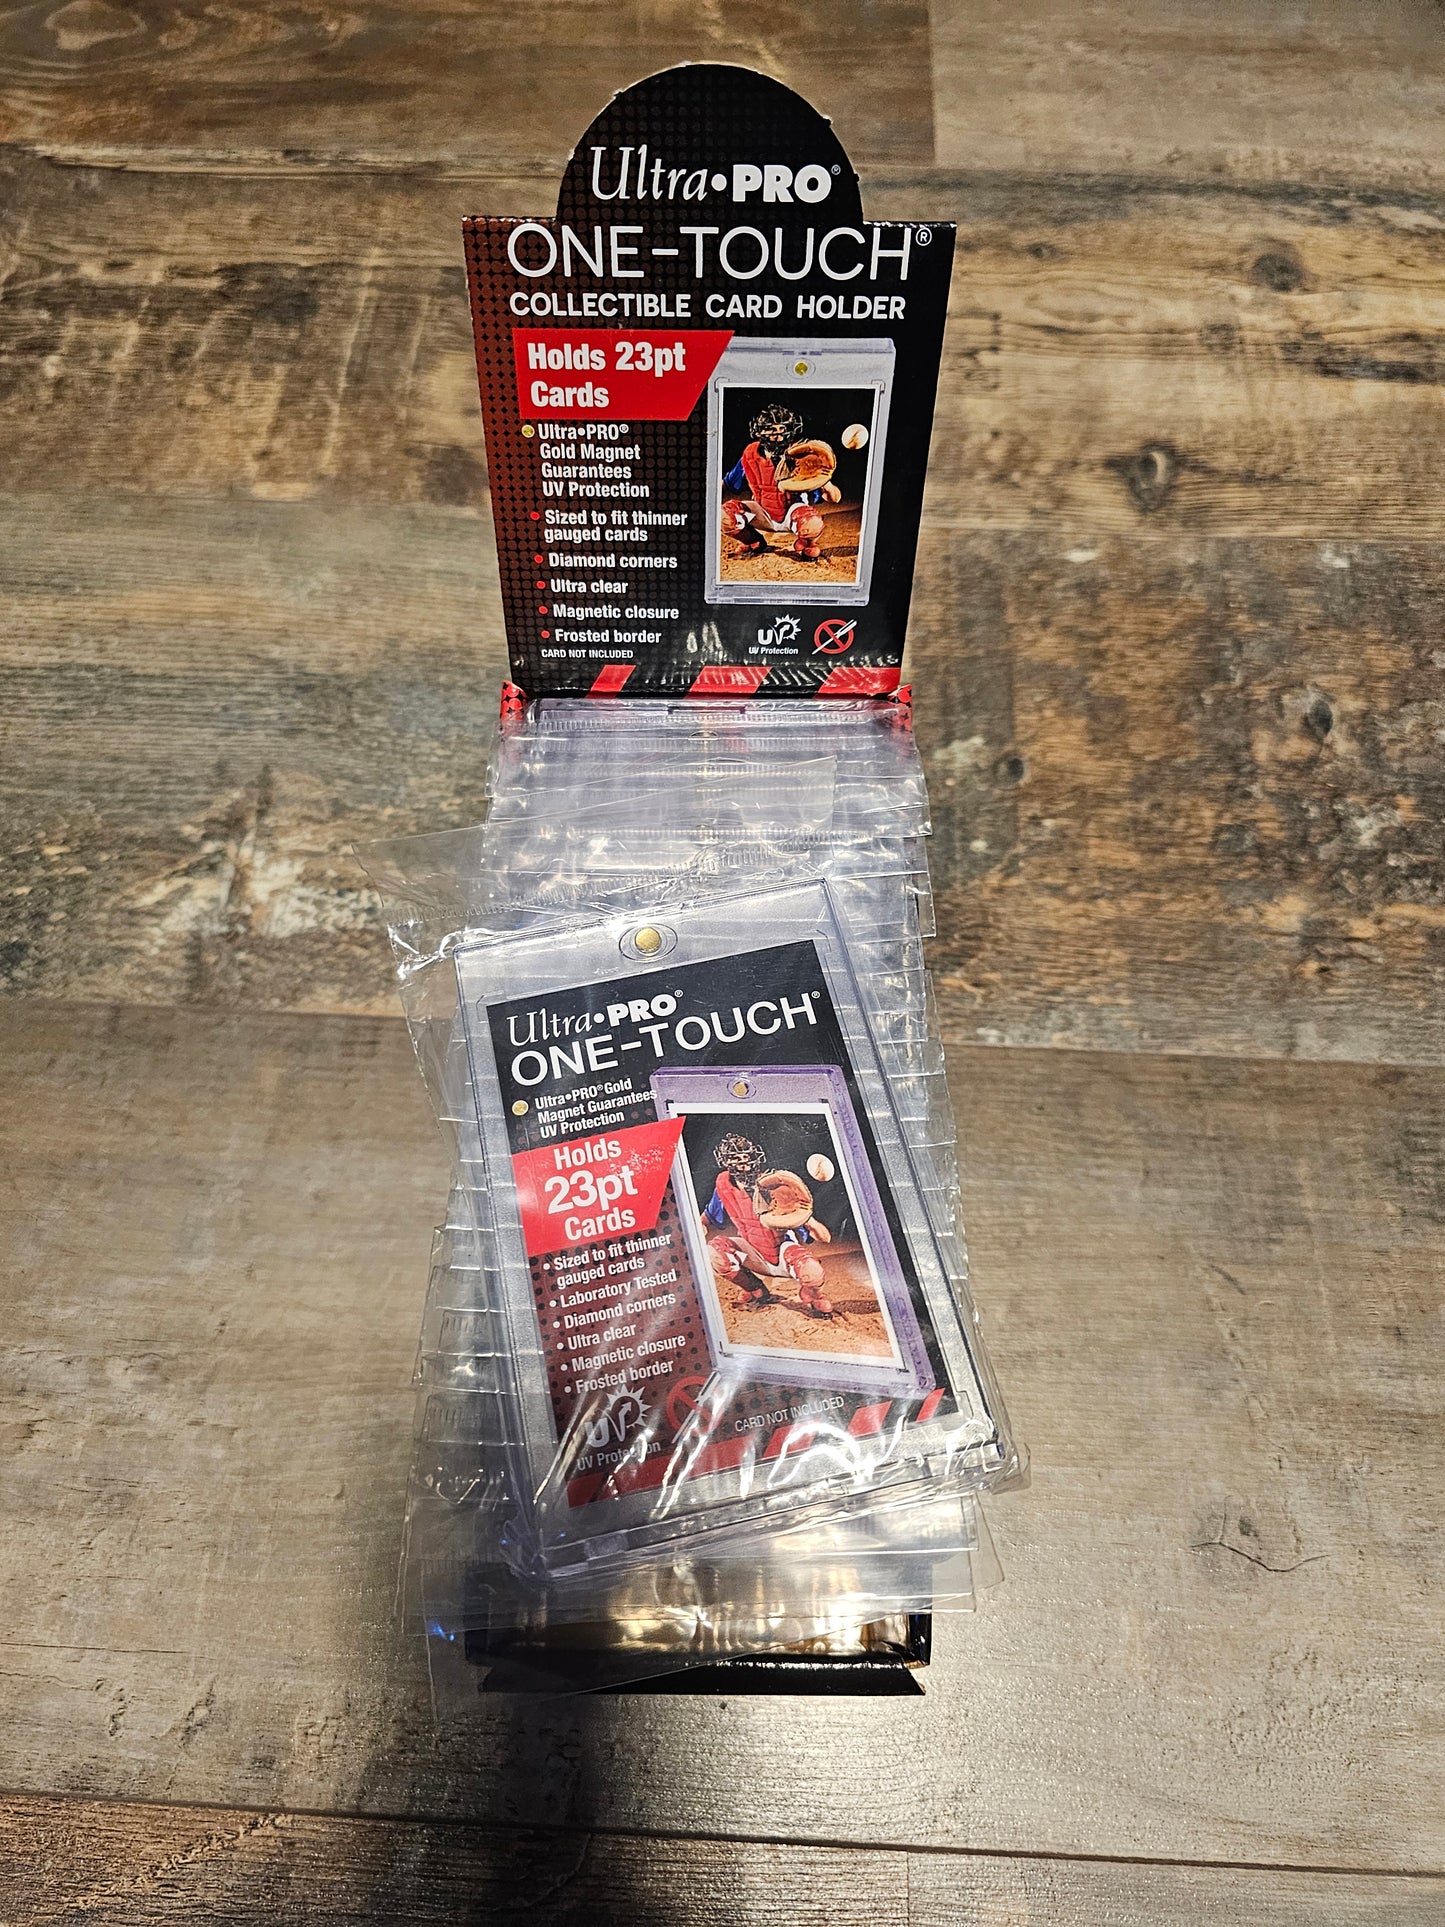 Ultra•PRO®
ONE-TOUCH®
COLLECTIBLE CARD HOLDER
Holds 23pt
Cards
Ultra•PRO®
Gold Magnet
Guarantees
UV Protection
• Sized to fit thinner
gauged cards
• Diamond corners
• Ultra clear
• Magnetic closure
• Frosted border
CARD NOT INCLUDED
UV
UV Protection
Ultra•PRO®
ONE-TOUCH®
Ultra•PRO® Gold
Magnet Guarantees
UV Protection
Holds
23pt
Cards
• Sized to fit thinner
gauged cards
• Laboratory Tested
• Diamond corners
• Ultra clear
• Magnetic closure
• Frosted border
UV
UV Protection
CARD NOT INCLUDED